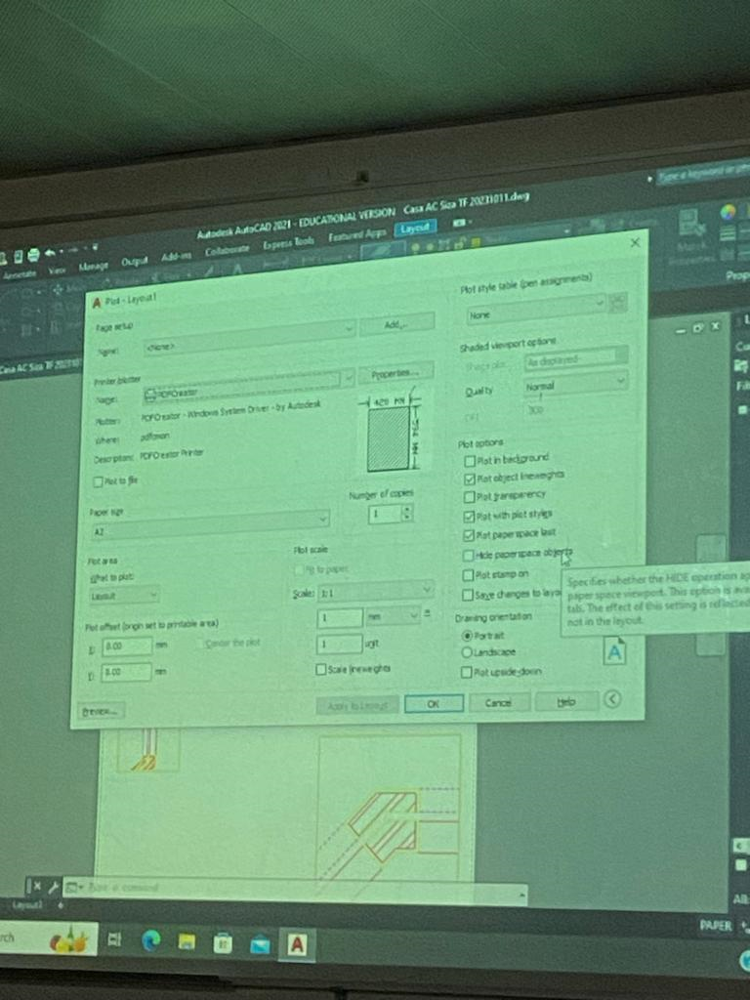 Type a keyword or
Autodesk AutoCAD 2021 - EDUCATIONAL VERSION Casa AC Siza TF 20231011.dwg
Annotate View Manage Output Add-ins Collaborate Express Tools Featured Apps Layout
Casa AC Siza TF
Plot - Layout1
Page setup
Name: <None>
Add...
Printer/plotter
Name: PDFCreator
Properties...
Plotter: PDFCreator - Windows System Driver - by Autodesk
Where: pdfcmon
Description: PDFCreator Printer
Plot to file
420 MM
594 MM
Paper size
A2
Number of copies
1
Plot area
What to plot:
Layout
Plot scale
Fit to paper
Scale: 1:1
1 mm =
1 unit
Scale lineweights
Plot offset (origin set to printable area)
X: 0.00 mm
Center the plot
Y: 0.00 mm
Preview...
Apply to Layout
OK
Cancel
Help
Plot style table (pen assignments)
None
Shaded viewport options
Shade plot As displayed
Quality Normal
DPI 300
Plot options
Plot in background
Plot object lineweights
Plot transparency
Plot with plot styles
Plot paperspace last
Hide paperspace objects
Plot stamp on
Save changes to layou
Drawing orientation
Portrait
Landscape
Plot upside-down
A
Specifies whether the HIDE operation ap
paper space viewport. This option is ava
tab. The effect of this setting is reflected
not in the layout.
Type a command
Layout1 +
PAPER
rch